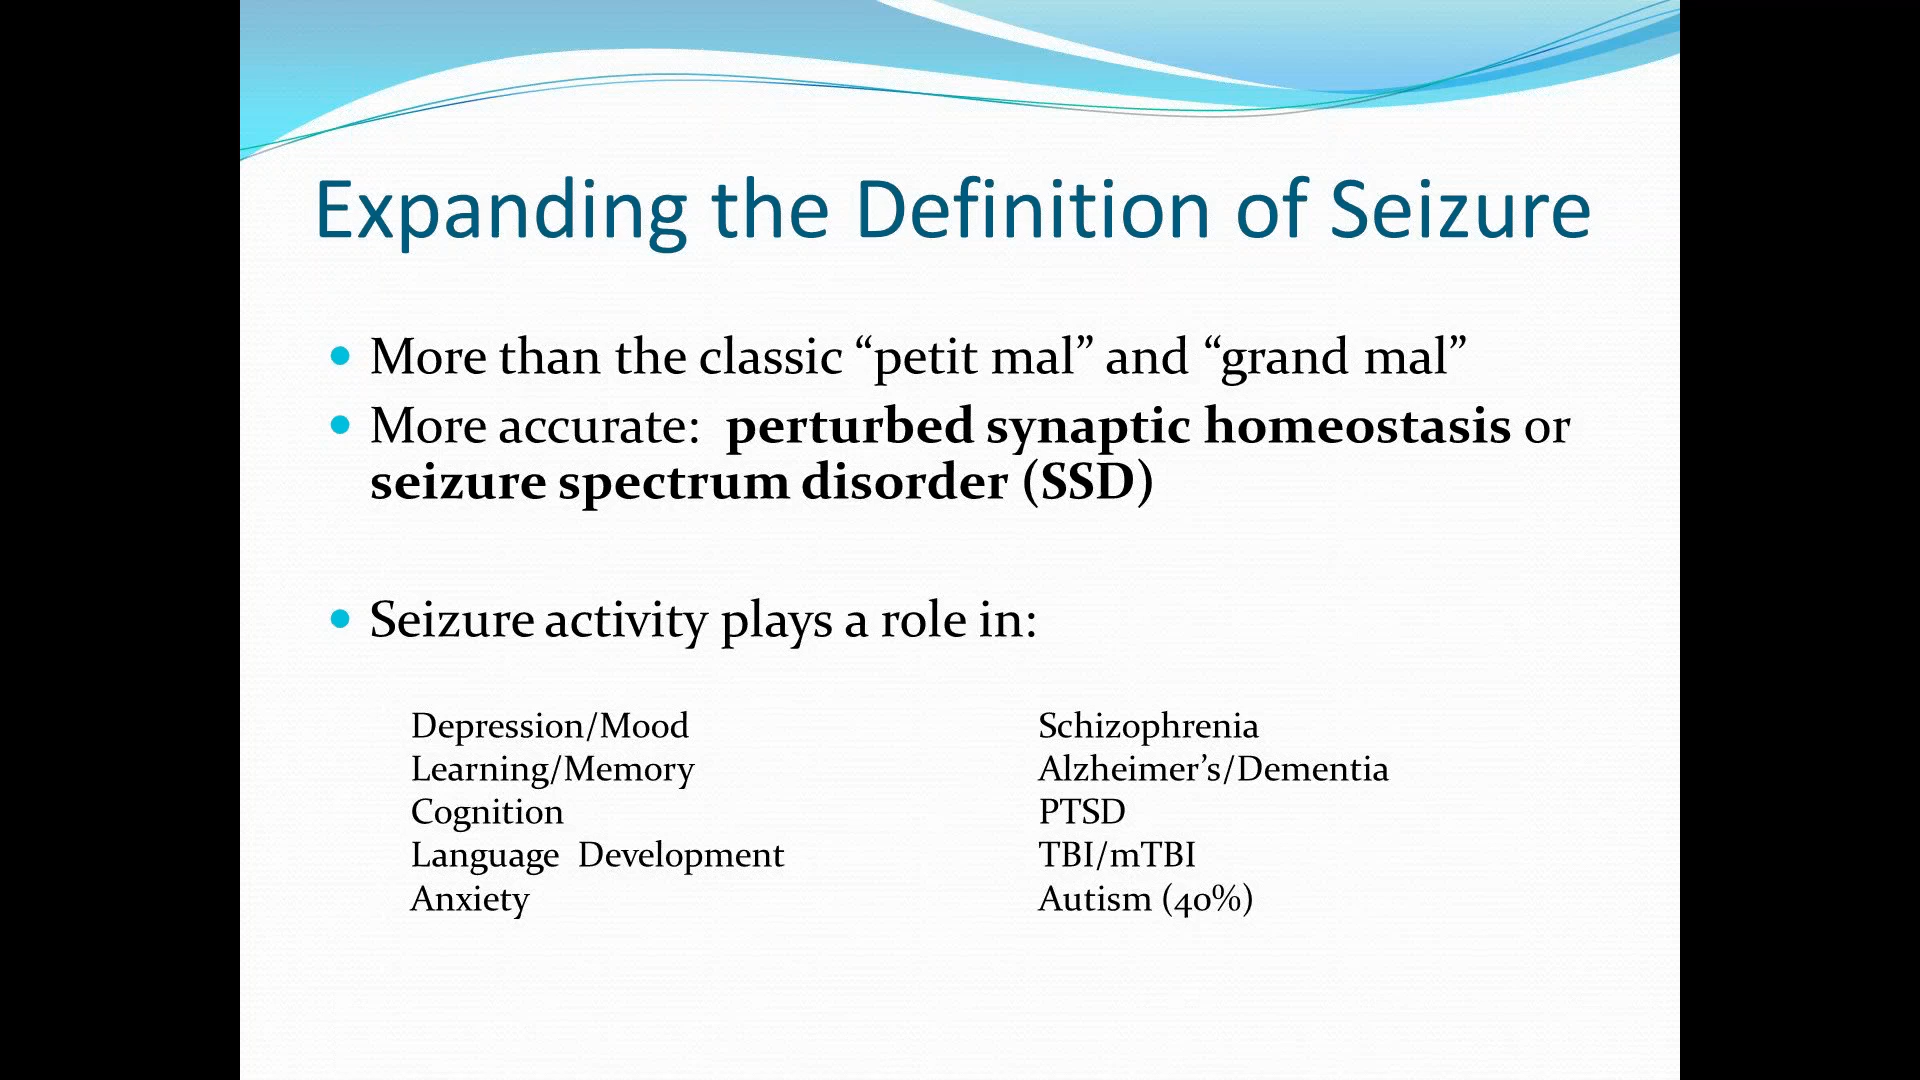 Expanding the Definition of Seizure
More than the classic “petit mal” and “grand mal”
More accurate:  perturbed synaptic homeostasis or
seizure spectrum disorder (SSD)
Seizure activity plays a role in:
Depression/Mood
Learning/Memory
Cognition
Language  Development
Anxiety
Schizophrenia
Alzheimer’s/Dementia
PTSD
TBI/mTBI
Autism (40%)